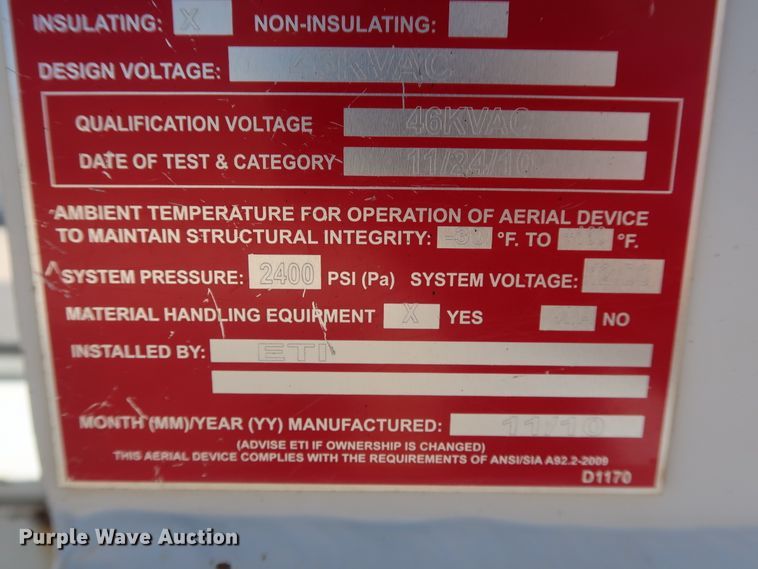 INSULATING: X NON-INSULATING:
DESIGN VOLTAGE: 46KVAC
QUALIFICATION VOLTAGE 46KVAC
DATE OF TEST & CATEGORY 11/24/10
AMBIENT TEMPERATURE FOR OPERATION OF AERIAL DEVICE
TO MAINTAIN STRUCTURAL INTEGRITY: °F. TO °F.
SYSTEM PRESSURE: 2400 PSI (Pa) SYSTEM VOLTAGE:
MATERIAL HANDLING EQUIPMENT X YES NO
INSTALLED BY: ETI
MONTH (MM)/YEAR (YY) MANUFACTURED: 11/10
(ADVISE ETI IF OWNERSHIP IS CHANGED)
THIS AERIAL DEVICE COMPLIES WITH THE REQUIREMENTS OF ANSI/SIA A92.2-2009
D1170
Purple Wave Auction